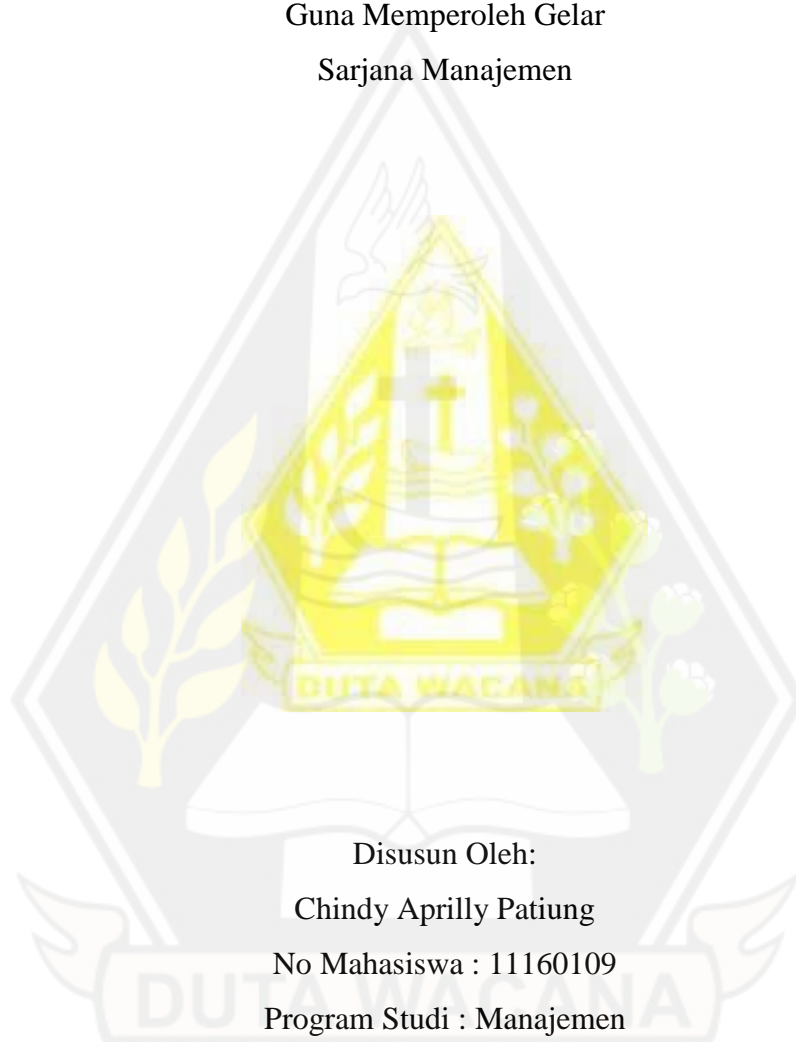 Guna Memperoleh Gelar
Sarjana Manajemen
DUTA WACANA
Disusun Oleh:
Chindy Aprilly Patiung
No Mahasiswa : 11160109
DUTA WACANA
Program Studi : Manajemen